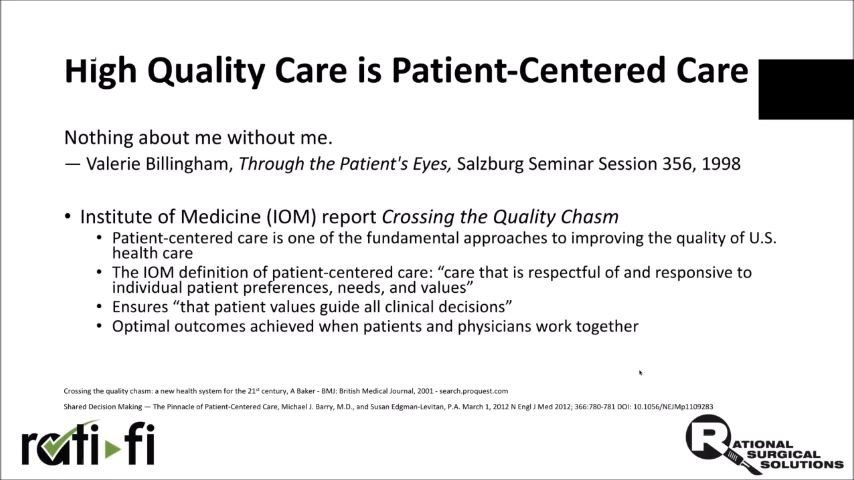 High Quality Care is Patient-Centered Care
Nothing about me without me.
— Valerie Billingham, Through the Patient's Eyes, Salzburg Seminar Session 356, 1998
• Institute of Medicine (IOM) report Crossing the Quality Chasm
• Patient-centered care is one of the fundamental approaches to improving the quality of U.S.
health care
• The IOM definition of patient-centered care: “care that is respectful of and responsive to
individual patient preferences, needs, and values”
• Ensures “that patient values guide all clinical decisions”
• Optimal outcomes achieved when patients and physicians work together
Crossing the quality chasm: a new health system for the 21st century, A Baker - BMJ: British Medical Journal, 2001 - search.proquest.com
Shared Decision Making — The Pinnacle of Patient-Centered Care, Michael J. Barry, M.D., and Susan Edgman-Levitan, P.A. March 1, 2012 N Engl J Med 2012; 366:780-781 DOI: 10.1056/NEJMp1109283
rati-fi
RATIONAL
SURGICAL
SOLUTIONS